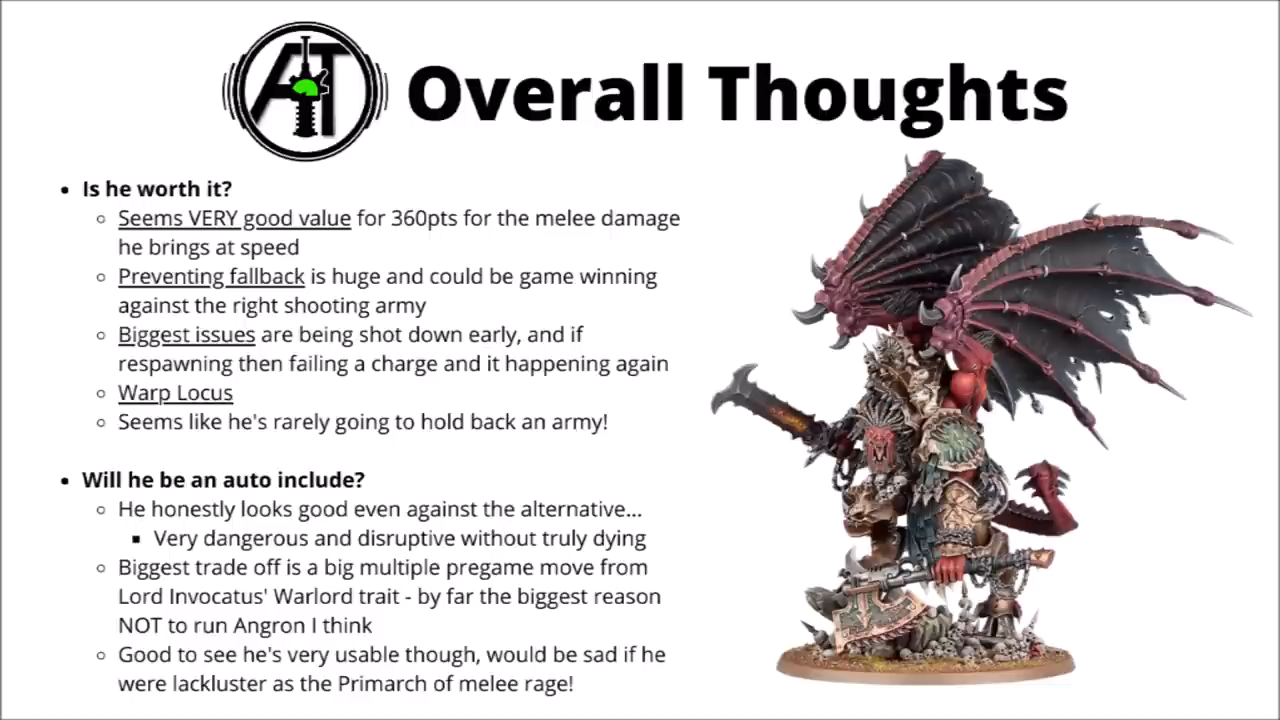 AT
Overall Thoughts
• Is he worth it?
◦ Seems VERY good value for 360pts for the melee damage
he brings at speed
◦ Preventing fallback is huge and could be game winning
against the right shooting army
◦ Biggest issues are being shot down early, and if
respawning then failing a charge and it happening again
◦ Warp Locus
◦ Seems like he's rarely going to hold back an army!
• Will he be an auto include?
◦ He honestly looks good even against the alternative...
▪ Very dangerous and disruptive without truly dying
◦ Biggest trade off is a big multiple pregame move from
Lord Invocatus' Warlord trait - by far the biggest reason
NOT to run Angron I think
◦ Good to see he's very usable though, would be sad if he
were lackluster as the Primarch of melee rage!